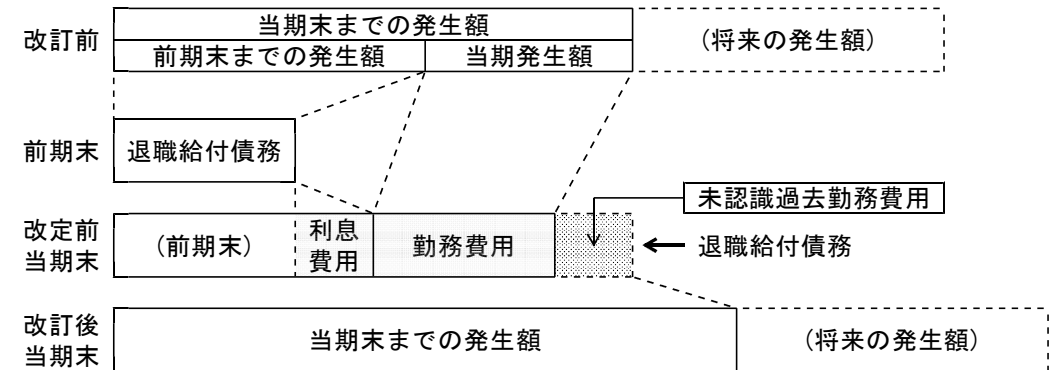 改訂前
当期末までの発生額
前期末までの発生額
当期発生額
(将来の発生額)
前期末
退職給付債務
未認識過去勤務費用
改定前
当期末
(前期末)
利息
費用
勤務費用
退職給付債務
改訂後
当期末
当期末までの発生額
(将来の発生額)